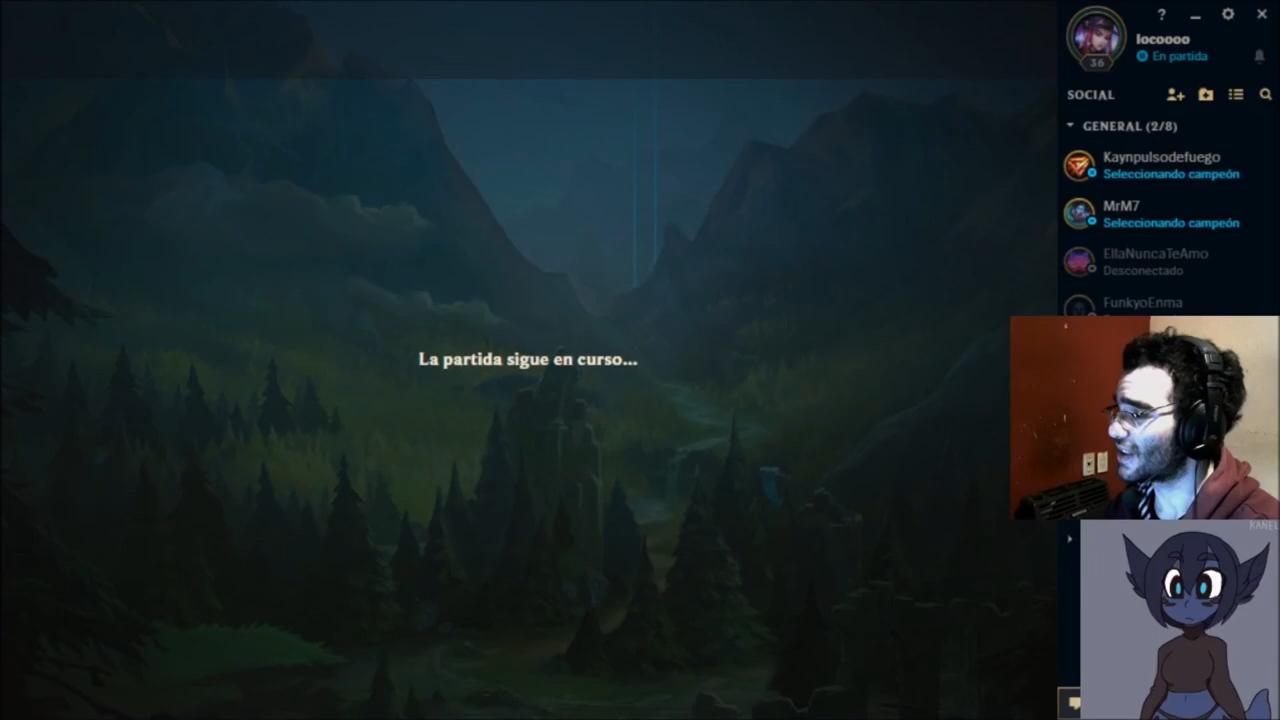 ?
locoooo
36
En partida
SOCIAL
GENERAL (2/8)
Kaynpulsodefuego
Seleccionando campeón
MrM7
Seleccionando campeón
EllaNuncaTeAmo
Desconectado
FunkyoEnma
La partida sigue en curso...